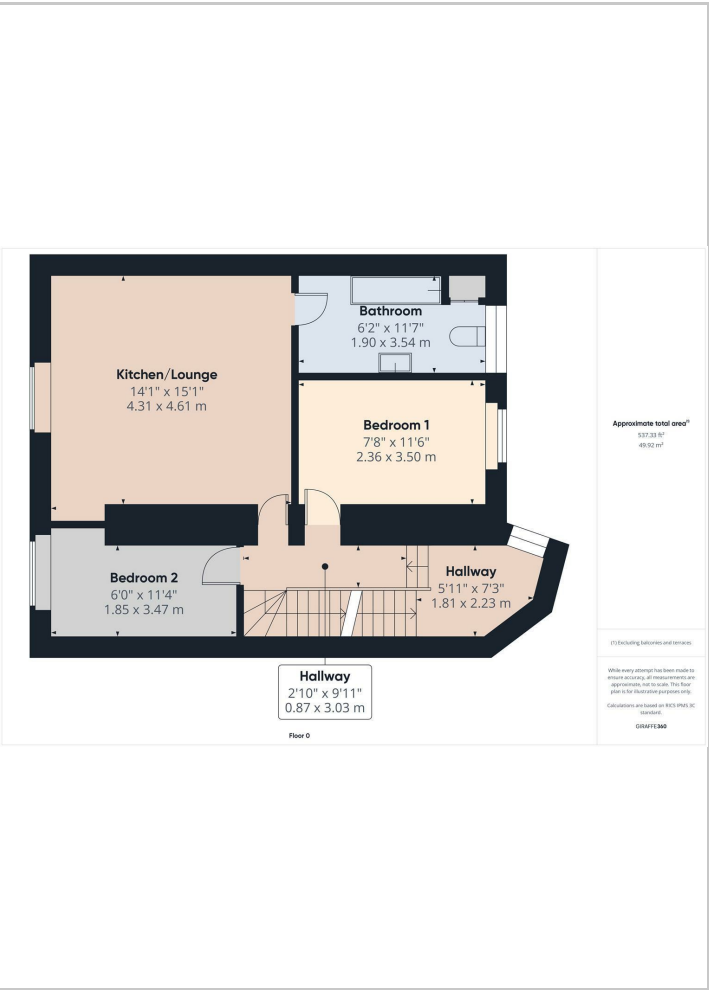 Kitchen/Lounge
14'1" x 15'1"
4.31 x 4.61 m
Bathroom
6'2" x 11'7"
1.90 x 3.54 m
Bedroom 1
7'8" x 11'6"
2.36 x 3.50 m
Bedroom 2
6'0" x 11'4"
1.85 x 3.47 m
Hallway
5'11" x 7'3"
1.81 x 2.23 m
Hallway
2'10" x 9'11"
0.87 x 3.03 m
Floor 0
Approximate total area⁽¹⁾
537.33 ft²
49.92 m²
(1) Excluding balconies and terraces
While every attempt has been made to
ensure accuracy, all measurements are
approximate, not to scale. This floor
plan is for illustrative purposes only.
Calculations are based on RICS IPMS 3C
standard.
GIRAFFE360